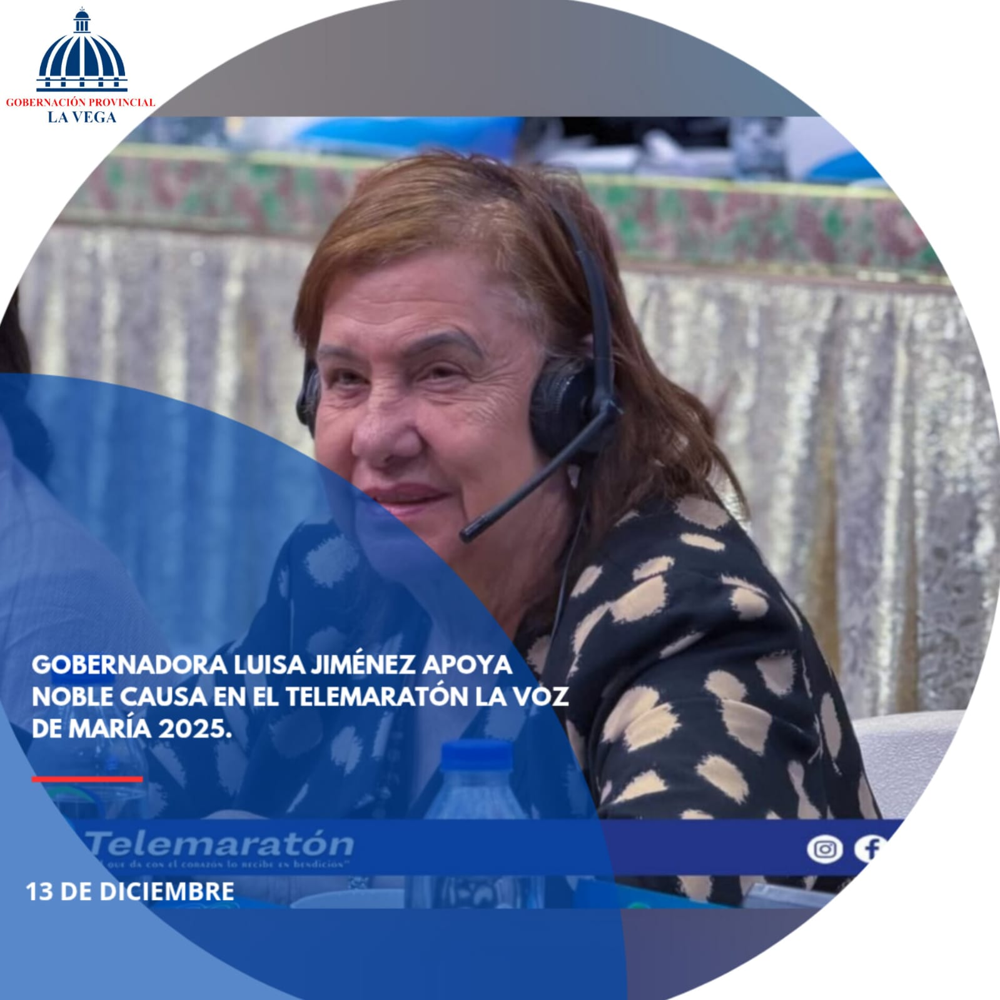 GOBERNACIÓN PROVINCIAL
LA VEGA
GOBERNADORA LUISA JIMÉNEZ APOYA
NOBLE CAUSA EN EL TELEMARATÓN LA VOZ
DE MARÍA 2025.
Telemaratón
que da con el corazón lo recibe en bendición"
13 DE DICIEMBRE